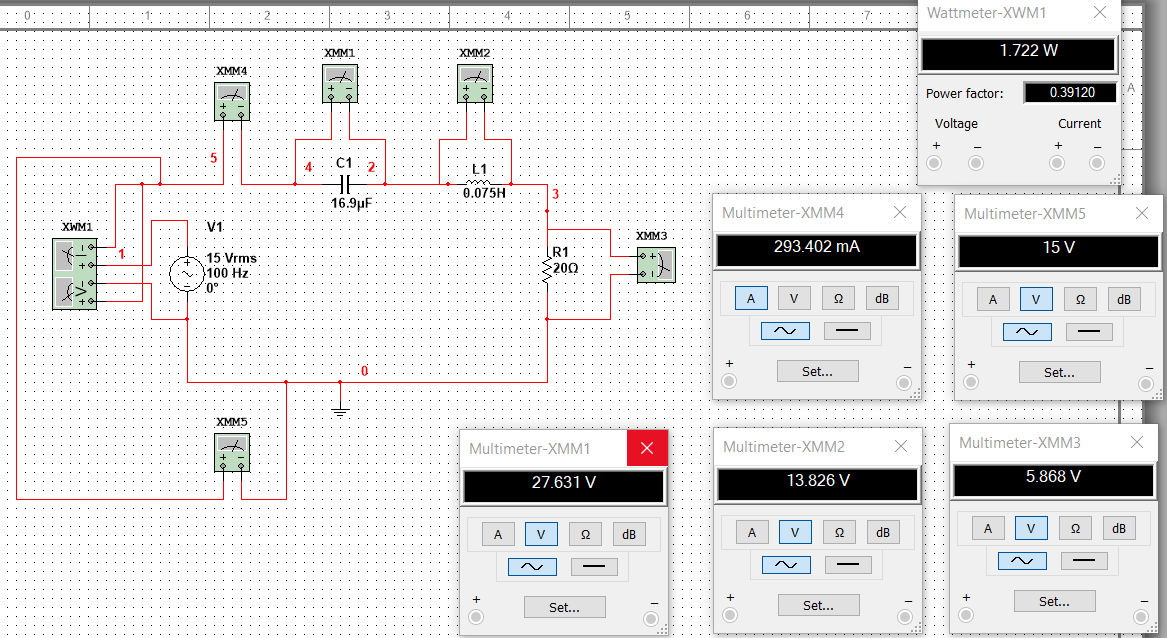 0 1 2 3 4 5 6 7
A
XMM4
XMM1
XMM2
5
4
C1
2
16.9µF
L1
0.075H
3
XWM1
1
V1
15 Vrms
100 Hz
0°
R1
20Ω
XMM3
0
XMM5
Wattmeter-XWM1
1.722 W
Power factor: 0.39120
Voltage Current
+ − + −
Multimeter-XMM4
293.402 mA
A V Ω dB
+ Set... −
Multimeter-XMM5
15 V
A V Ω dB
+ Set... −
Multimeter-XMM1
27.631 V
A V Ω dB
+ Set... −
Multimeter-XMM2
13.826 V
A V Ω dB
+ Set... −
Multimeter-XMM3
5.868 V
A V Ω dB
+ Set... −